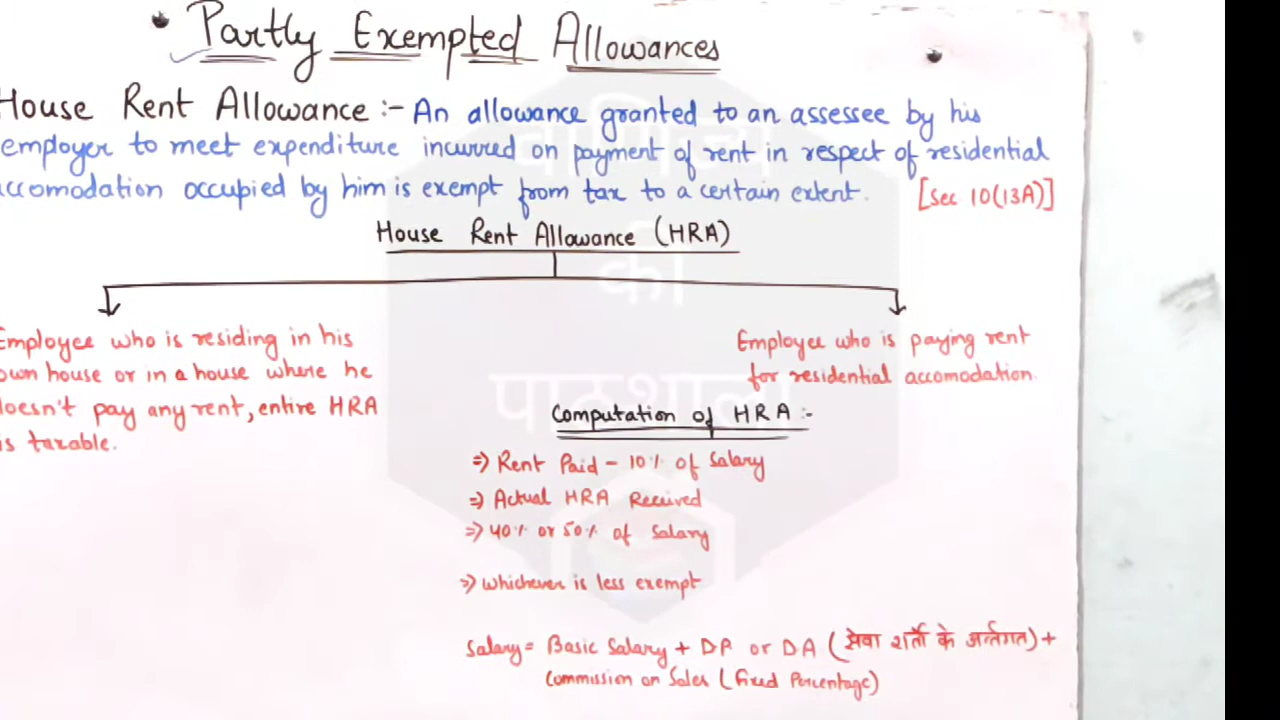 Partly Exempted Allowances
House Rent Allowance :- An allowance granted to an assessee by his
employer to meet expenditure incurred on payment of rent in respect of residential
accomodation occupied by him is exempt from tax to a certain extent. [Sec 10(13A)]
House Rent Allowance (HRA)
Employee who is residing in his
own house or in a house where he
doesn't pay any rent, entire HRA
is taxable.
Employee who is paying rent
for residential accomodation.
Computation of HRA :-
=> Rent Paid - 10% of Salary
=> Actual HRA Received
=> 40% or 50% of Salary
=> Whichever is less exempt
Salary = Basic Salary + DP or DA (सेवा शर्तों के अर्न्तगत) +
Commission on Sales (Fixed Percentage)
वाणिज्य
की
पाठशाला